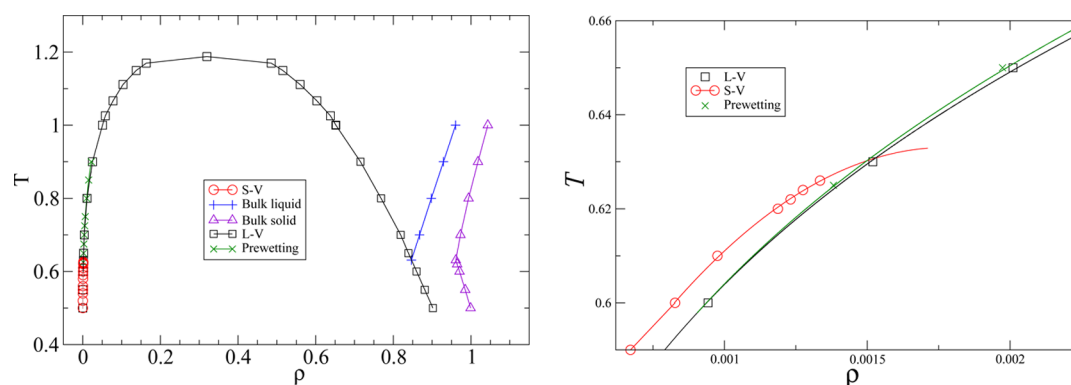 1.2
1
0.8
0.6
0.4
T
S-V
Bulk liquid
Bulk solid
L-V
Prewetting
0
0.2
0.4
0.6
0.8
1
ρ
0.66
0.64
0.62
0.6
T
L-V
S-V
Prewetting
0.001
0.0015
0.002
ρ